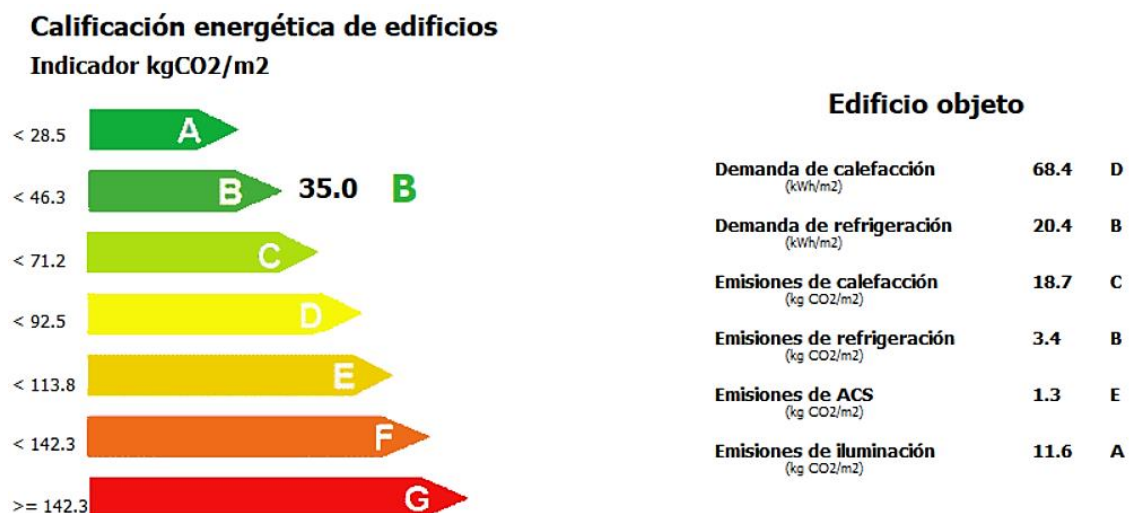 Calificación energética de edificios
Indicador kgCO2/m2
< 28.5 A
< 46.3 B 35.0 B
< 71.2 C
< 92.5 D
< 113.8 E
< 142.3 F
>= 142.3 G
Edificio objeto
Demanda de calefacción 68.4 D
(kWh/m2)
Demanda de refrigeración 20.4 B
(kWh/m2)
Emisiones de calefacción 18.7 C
(kg CO2/m2)
Emisiones de refrigeración 3.4 B
(kg CO2/m2)
Emisiones de ACS 1.3 E
(kg CO2/m2)
Emisiones de iluminación 11.6 A
(kg CO2/m2)